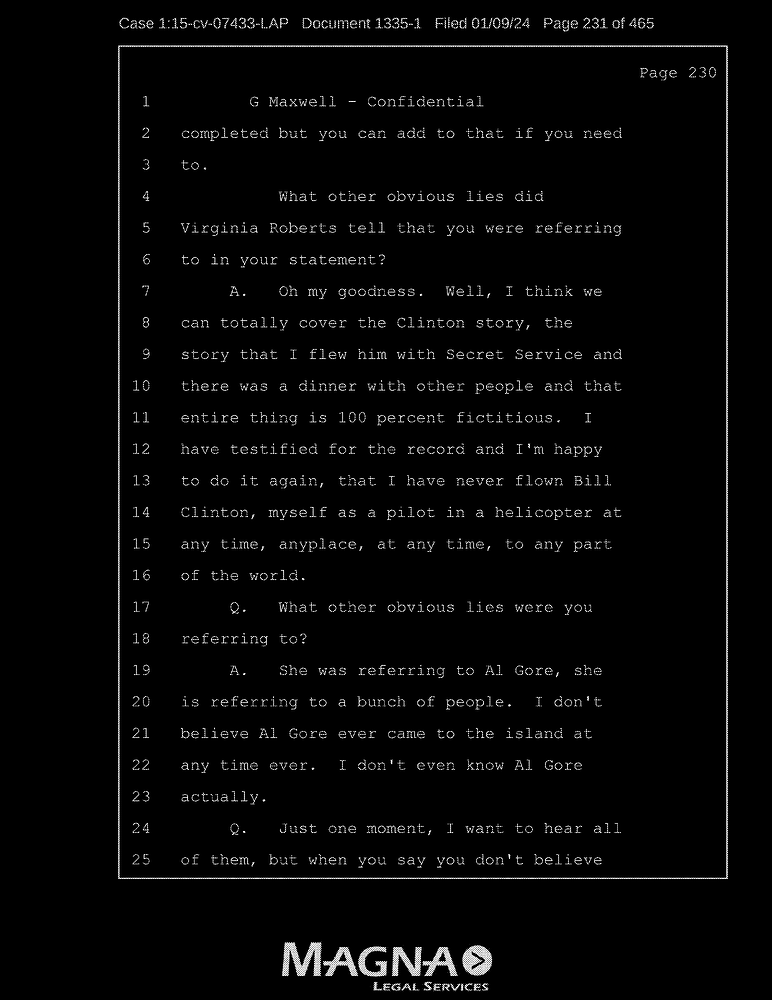 Case 1:15-cv-07433-LAP Document 1335-1 Filed 01/09/24 Page 231 of 465
Page 230
1 G Maxwell - Confidential
2 completed but you can add to that if you need
3 to.
4 What other obvious lies did
5 Virginia Roberts tell that you were referring
6 to in your statement?
7 A. Oh my goodness. Well, I think we
8 can totally cover the Clinton story, the
9 story that I flew him with Secret Service and
10 there was a dinner with other people and that
11 entire thing is 100 percent fictitious. I
12 have testified for the record and I'm happy
13 to do it again, that I have never flown Bill
14 Clinton, myself as a pilot in a helicopter at
15 any time, anyplace, at any time, to any part
16 of the world.
17 Q. What other obvious lies were you
18 referring to?
19 A. She was referring to Al Gore, she
20 is referring to a bunch of people. I don't
21 believe Al Gore ever came to the island at
22 any time ever. I don't even know Al Gore
23 actually.
24 Q. Just one moment, I want to hear all
25 of them, but when you say you don't believe
MAGNA
LEGAL SERVICES